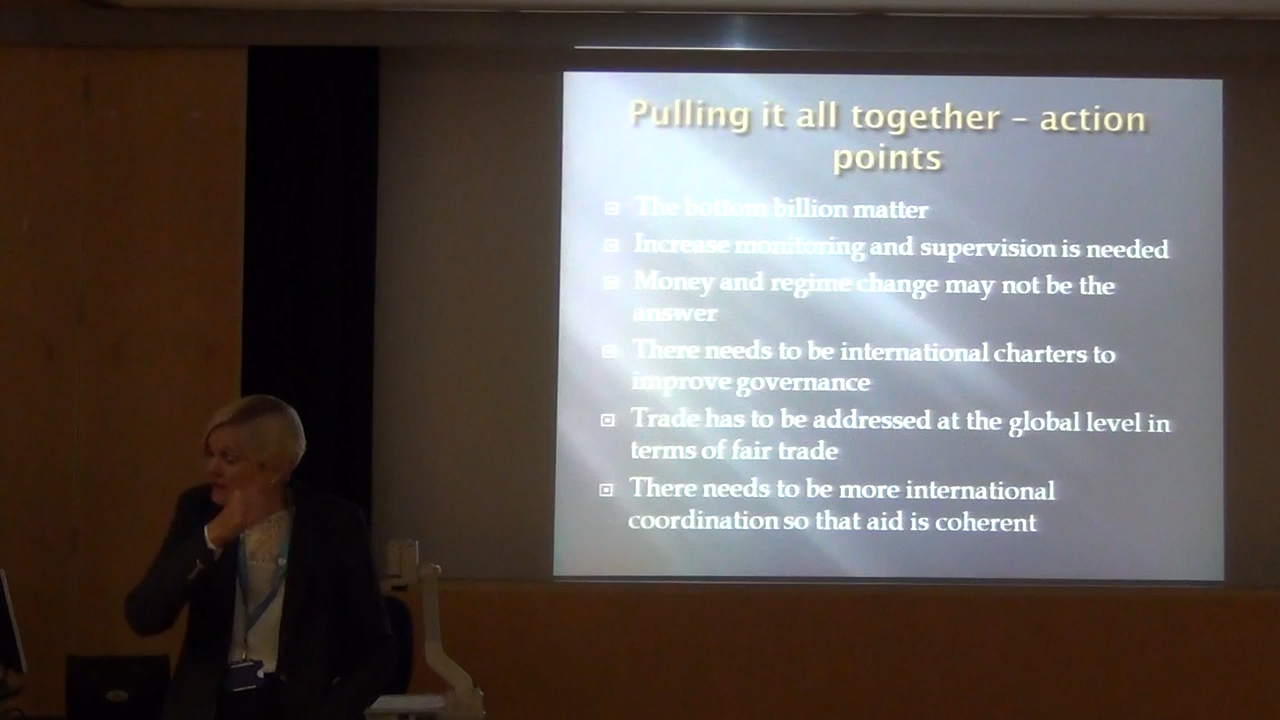 Pulling it all together – action
points
The bottom billion matter
Increase monitoring and supervision is needed
Money and regime change may not be the
answer
There needs to be international charters to
improve governance
Trade has to be addressed at the global level in
terms of fair trade
There needs to be more international
coordination so that aid is coherent